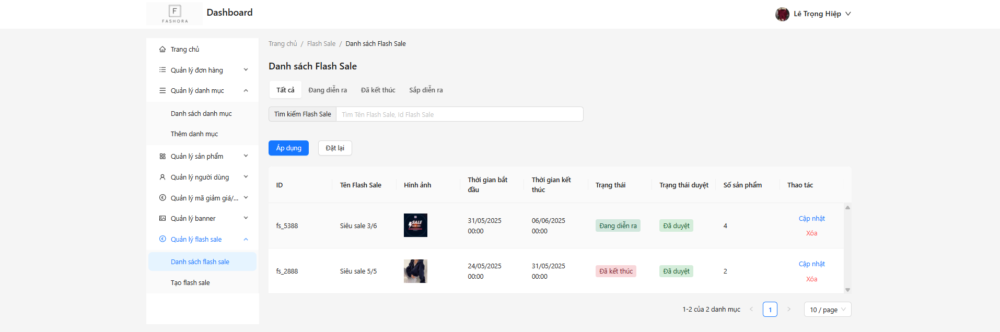 F
FASHORA
Dashboard
Lê Trọng Hiệp
Trang chủ
Quản lý đơn hàng
Quản lý danh mục
Danh sách danh mục
Thêm danh mục
Quản lý sản phẩm
Quản lý người dùng
Quản lý mã giảm giá/...
Quản lý banner
Quản lý flash sale
Danh sách flash sale
Tạo flash sale
Trang chủ / Flash Sale / Danh sách Flash Sale
Danh sách Flash Sale
Tất cả Đang diễn ra Đã kết thúc Sắp diễn ra
Tìm kiếm Flash Sale Tìm Tên Flash Sale, Id Flash Sale
Áp dụng Đặt lại
ID Tên Flash Sale Hình ảnh Thời gian bắt đầu Thời gian kết thúc Trạng thái Trạng thái duyệt Số sản phẩm Thao tác
fs_5388 Siêu sale 3/6 SALE 31/05/2025 00:00 06/06/2025 00:00 Đang diễn ra Đã duyệt 4 Cập nhật Xóa
fs_2888 Siêu sale 5/5 24/05/2025 00:00 31/05/2025 00:00 Đã kết thúc Đã duyệt 2 Cập nhật Xóa
1-2 của 2 danh mục < 1 > 10 / page